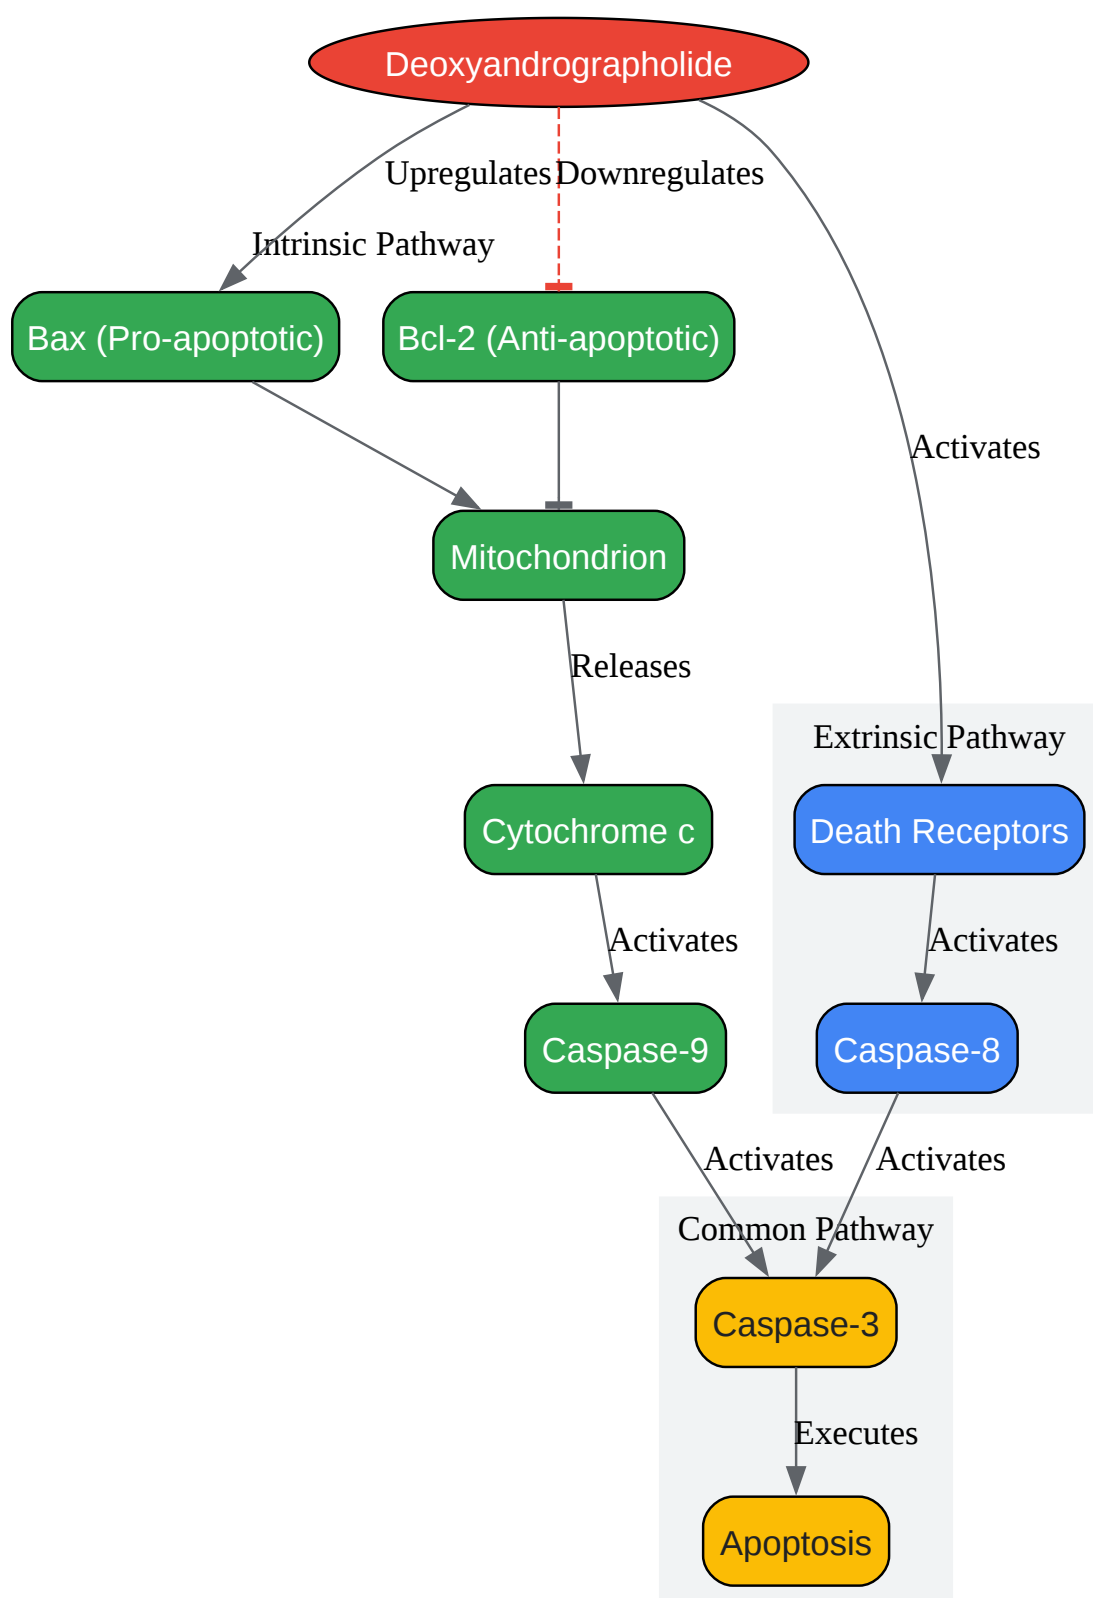 Deoxyandrographolide
Upregulates
Downregulates
Intrinsic Pathway
Bax (Pro-apoptotic)
Bcl-2 (Anti-apoptotic)
Activates
Mitochondrion
Releases
Extrinsic Pathway
Cytochrome c
Death Receptors
Activates
Activates
Caspase-9
Caspase-8
Activates
Activates
Common Pathway
Caspase-3
Executes
Apoptosis